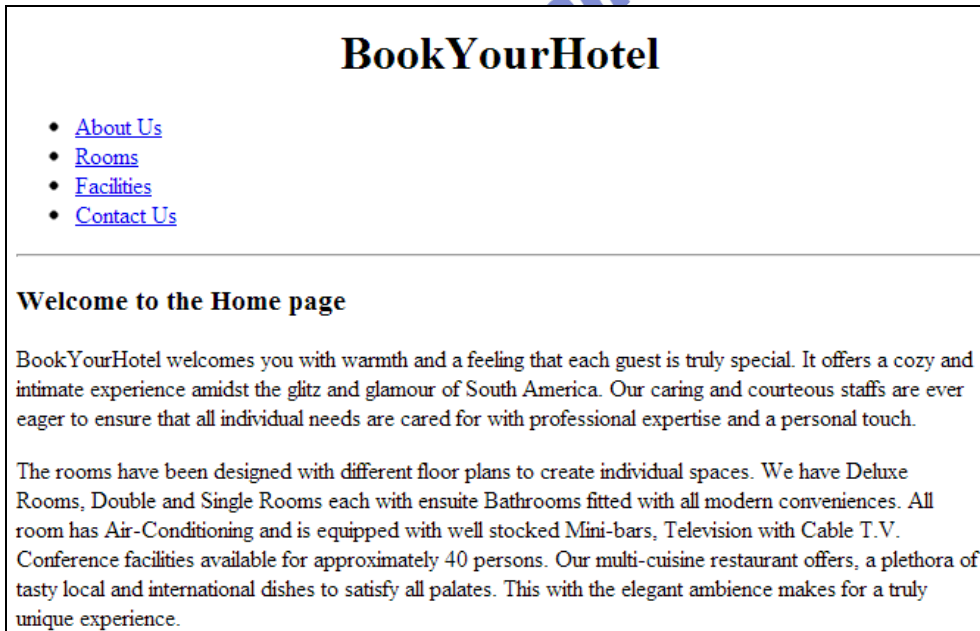 BookYourHotel
About Us
Rooms
Facilities
Contact Us
Welcome to the Home page
BookYourHotel welcomes you with warmth and a feeling that each guest is truly special. It offers a cozy and
intimate experience amidst the glitz and glamour of South America. Our caring and courteous staffs are ever
eager to ensure that all individual needs are cared for with professional expertise and a personal touch.
The rooms have been designed with different floor plans to create individual spaces. We have Deluxe
Rooms, Double and Single Rooms each with ensuite Bathrooms fitted with all modern conveniences. All
room has Air-Conditioning and is equipped with well stocked Mini-bars, Television with Cable T.V.
Conference facilities available for approximately 40 persons. Our multi-cuisine restaurant offers, a plethora of
tasty local and international dishes to satisfy all palates. This with the elegant ambience makes for a truly
unique experience.